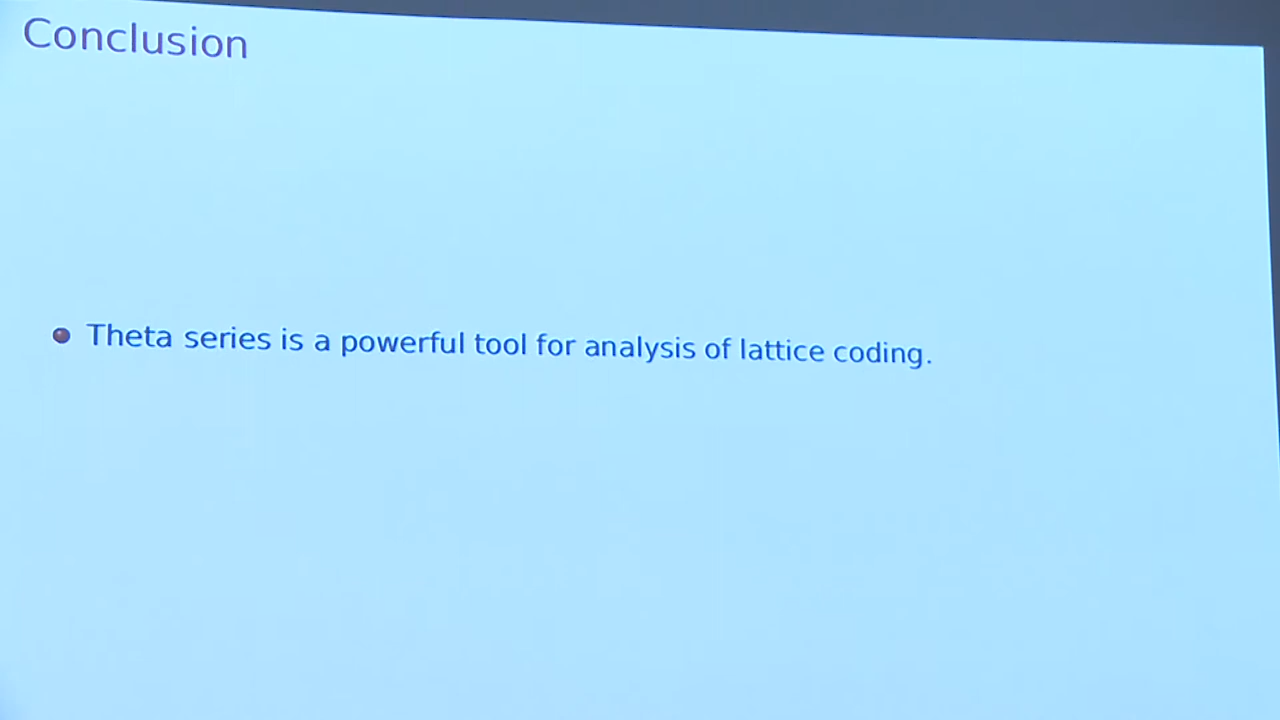 Conclusion
Theta series is a powerful tool for analysis of lattice coding.